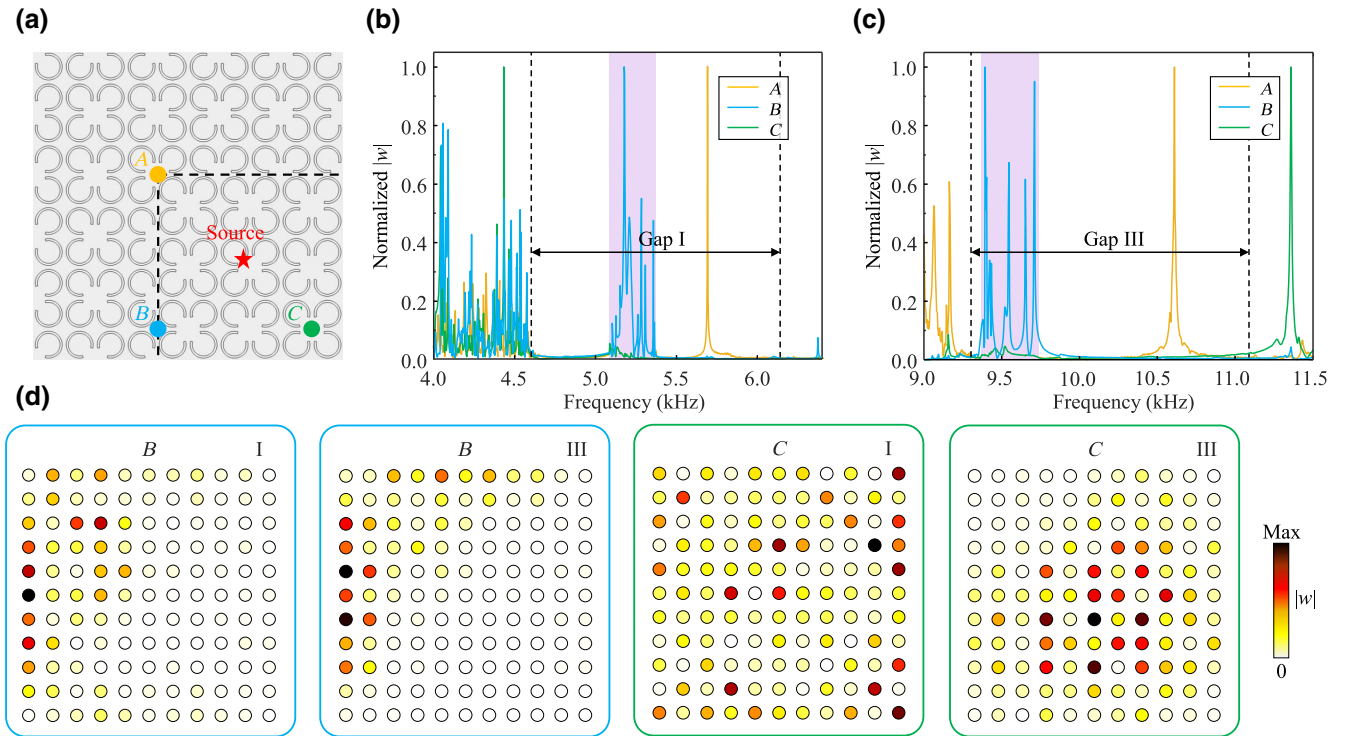 (a)
A
Source
B
C
(b)
Normalized |w|
1.0
0.8
0.6
0.4
0.2
0.0
A
B
C
Gap I
4.0 4.5 5.0 5.5 6.0
Frequency (kHz)
(c)
Normalized |w|
1.0
0.8
0.6
0.4
0.2
0.0
A
B
C
Gap III
9.0 9.5 10.0 10.5 11.0 11.5
Frequency (kHz)
(d)
B I
B III
C I
C III
Max
|w|
0